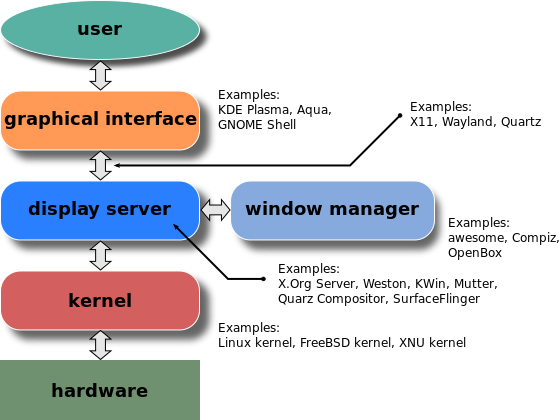 user
graphical interface
Examples:
KDE Plasma, Aqua,
GNOME Shell
Examples:
X11, Wayland, Quartz
display server
window manager
Examples:
awesome, Compiz,
OpenBox
Examples:
X.Org Server, Weston, KWin, Mutter,
Quarz Compositor, SurfaceFlinger
kernel
Examples:
Linux kernel, FreeBSD kernel, XNU kernel
hardware